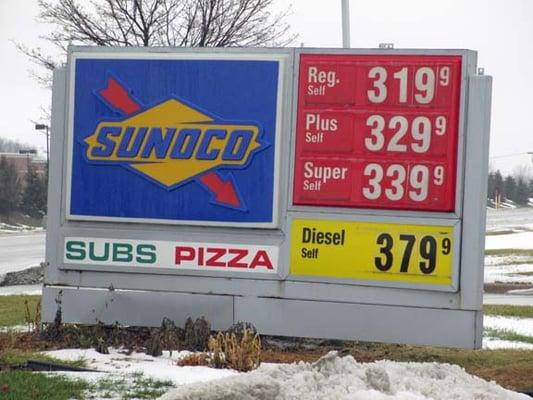 SUNOCO
Reg. Self 319 9
Plus Self 329 9
Super Self 339 9
SUBS PIZZA
Diesel Self 379 9